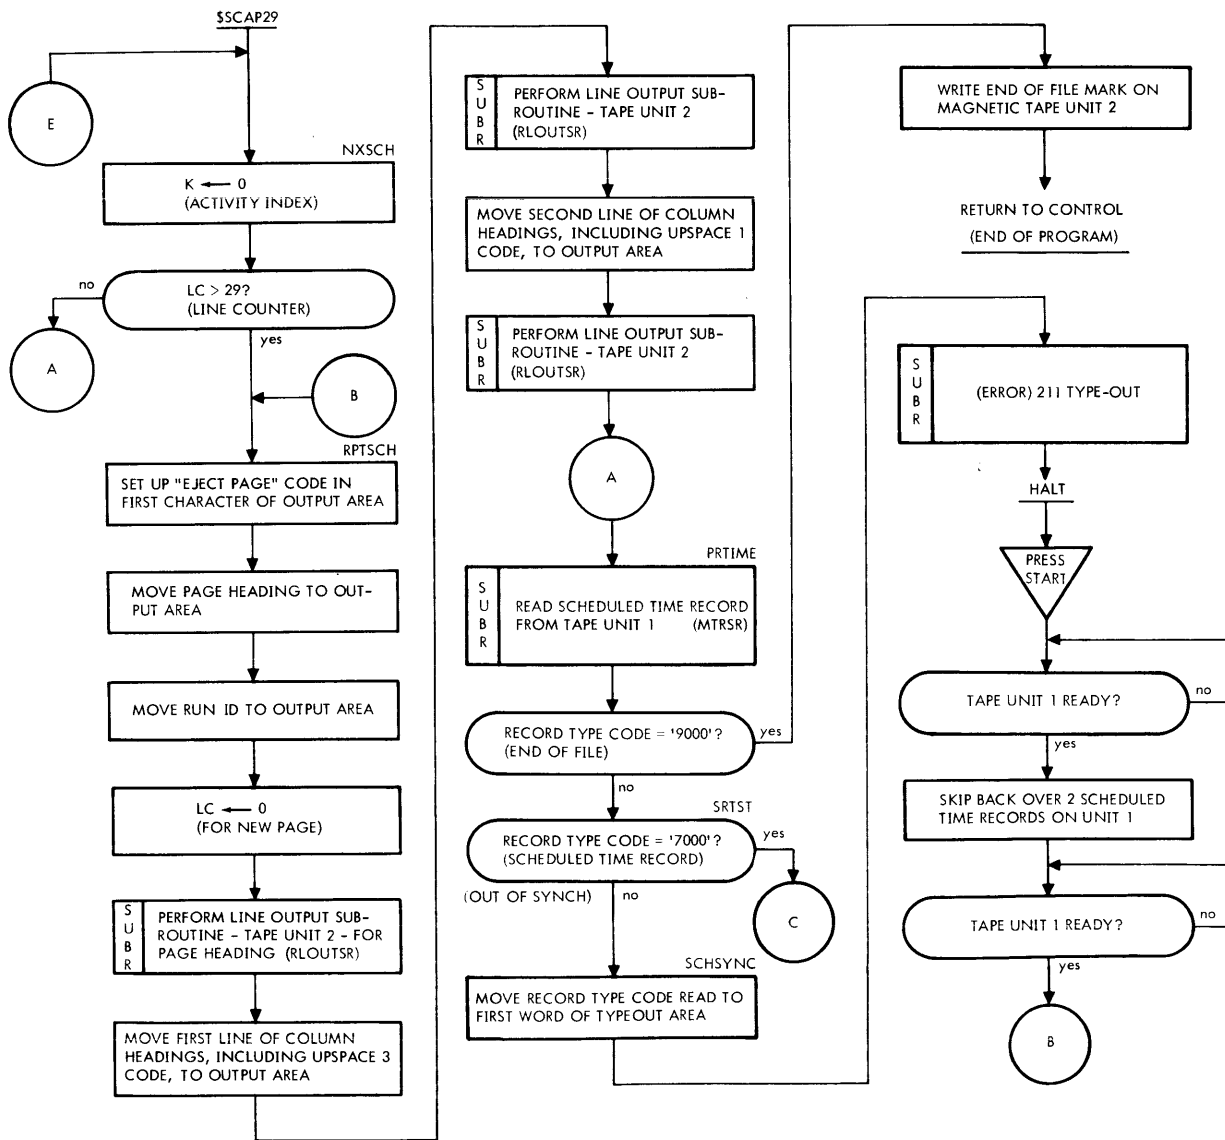 $SCAP29
E
NXSCH
K ← 0
(ACTIVITY INDEX)
no
LC > 29?
(LINE COUNTER)
yes
A
B
RPTSCH
SET UP "EJECT PAGE" CODE IN
FIRST CHARACTER OF OUTPUT AREA
MOVE PAGE HEADING TO OUT-
PUT AREA
MOVE RUN ID TO OUTPUT AREA
LC ← 0
(FOR NEW PAGE)
SUBR
PERFORM LINE OUTPUT SUB-
ROUTINE - TAPE UNIT 2 - FOR
PAGE HEADING (RLOUTSR)
MOVE FIRST LINE OF COLUMN
HEADINGS, INCLUDING UPSPACE 3
CODE, TO OUTPUT AREA
SUBR
PERFORM LINE OUTPUT SUB-
ROUTINE - TAPE UNIT 2
(RLOUTSR)
MOVE SECOND LINE OF COLUMN
HEADINGS, INCLUDING UPSPACE 1
CODE, TO OUTPUT AREA
SUBR
PERFORM LINE OUTPUT SUB-
ROUTINE - TAPE UNIT 2
(RLOUTSR)
A
PRTIME
SUBR
READ SCHEDULED TIME RECORD
FROM TAPE UNIT 1 (MTRSR)
RECORD TYPE CODE = '9000'?
(END OF FILE)
yes
no
SRTST
RECORD TYPE CODE = '7000'?
(SCHEDULED TIME RECORD)
yes
(OUT OF SYNCH)
no
C
SCHSYNC
MOVE RECORD TYPE CODE READ TO
FIRST WORD OF TYPEOUT AREA
WRITE END OF FILE MARK ON
MAGNETIC TAPE UNIT 2
RETURN TO CONTROL
(END OF PROGRAM)
SUBR
(ERROR) 211 TYPE-OUT
HALT
PRESS
START
TAPE UNIT 1 READY?
no
yes
SKIP BACK OVER 2 SCHEDULED
TIME RECORDS ON UNIT 1
TAPE UNIT 1 READY?
no
yes
B